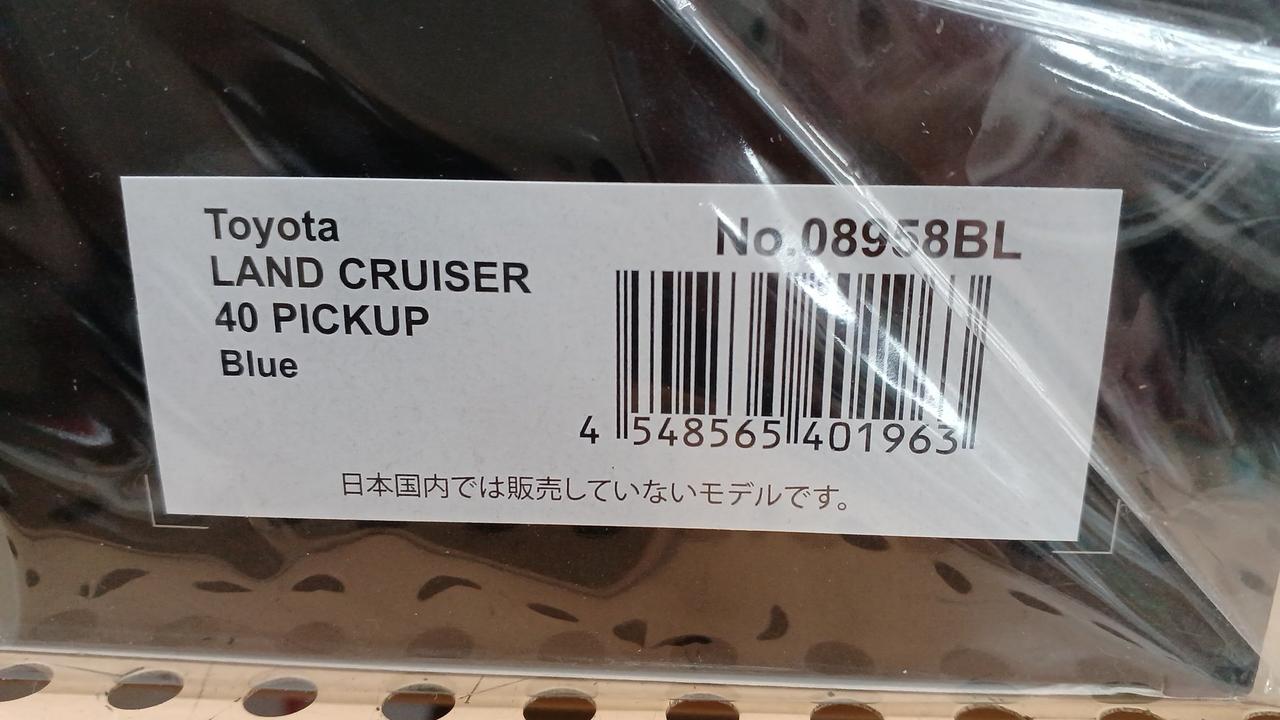 Toyota
LAND CRUISER
40 PICKUP
Blue
No.08958BL
4 548565 401963
日本国内では販売していないモデルです。